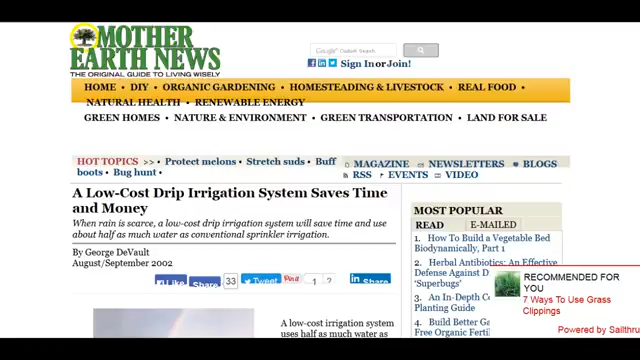 MOTHER
EARTH NEWS
THE ORIGINAL GUIDE TO LIVING WISELY
Google Custom Search
Sign In or Join!
HOME • DIY • ORGANIC GARDENING • HOMESTEADING & LIVESTOCK • REAL FOOD •
NATURAL HEALTH • RENEWABLE ENERGY
GREEN HOMES • NATURE & ENVIRONMENT • GREEN TRANSPORTATION • LAND FOR SALE
HOT TOPICS >> • Protect melons • Stretch suds • Buff
boots • Bug hunt •
MAGAZINE NEWSLETTERS BLOGS
RSS EVENTS VIDEO
A Low-Cost Drip Irrigation System Saves Time
and Money
When rain is scarce, a low-cost drip irrigation system will save time and use
about half as much water as conventional sprinkler irrigation.
By George DeVault
August/September 2002
Like Share 33 Tweet Pin it 1 2 in Share
A low-cost irrigation system
uses half as much water as
MOST POPULAR
READ E-MAILED
1. How To Build a Vegetable Bed
Biodynamically, Part 1
2. Herbal Antibiotics: An Effective
Defense Against D
'Superbugs'
3. An In-Depth C
Planting Guide
4. Build Better Ga
Organic Fertili
RECOMMENDED FOR
YOU
7 Ways To Use Grass
Clippings
Powered by Sailthru